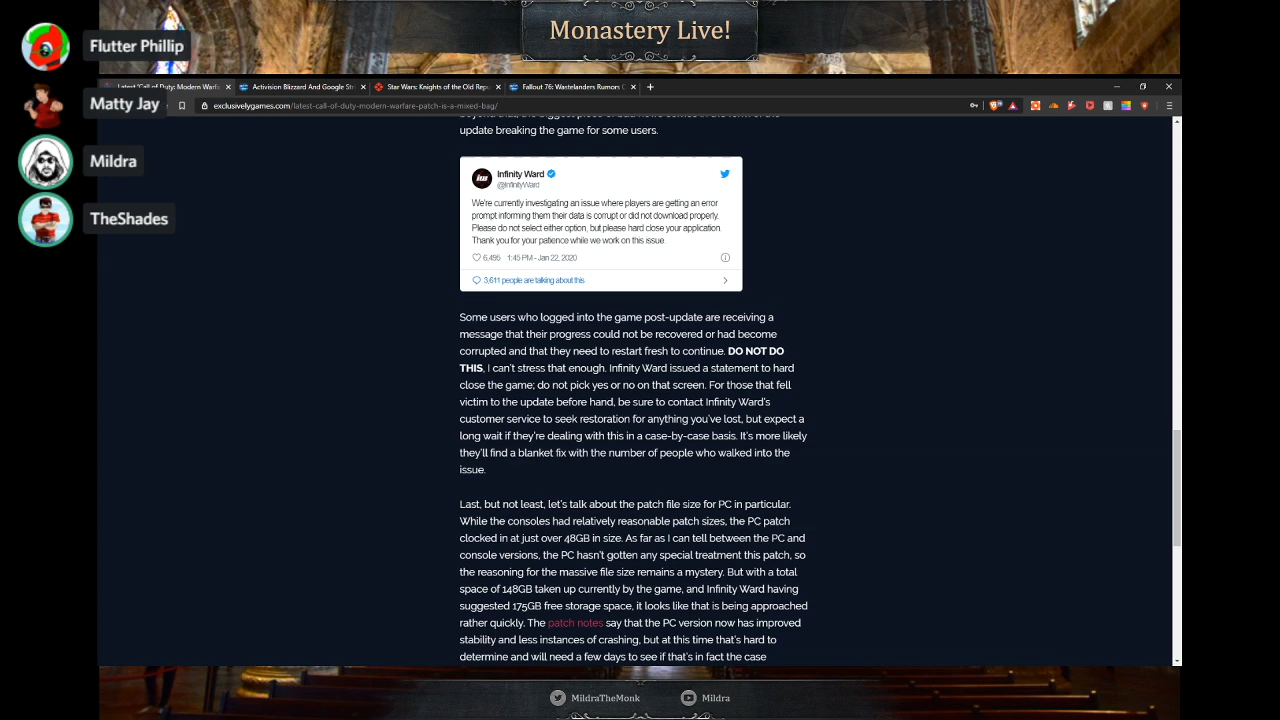 Monastery Live!
Flutter Phillip
Matty Jay
Mildra
TheShades
Latest "Call of Duty: Modern Warfa
Activision Blizzard And Google St
Star Wars: Knights of the Old Repu
Fallout 76: Wastelanders Rumors C
exclusivelygames.com/latest-call-of-duty-modern-warfare-patch-is-a-mixed-bag/
update breaking the game for some users.
Infinity Ward
@InfinityWard
We're currently investigating an issue where players are getting an error
prompt informing them their data is corrupt or did not download properly.
Please do not select either option, but please hard close your application.
Thank you for your patience while we work on this issue.
6,495 1:45 PM - Jan 22, 2020
3,611 people are talking about this
Some users who logged into the game post-update are receiving a
message that their progress could not be recovered or had become
corrupted and that they need to restart fresh to continue. DO NOT DO
THIS, I can't stress that enough. Infinity Ward issued a statement to hard
close the game; do not pick yes or no on that screen. For those that fell
victim to the update before hand, be sure to contact Infinity Ward's
customer service to seek restoration for anything you've lost, but expect a
long wait if they're dealing with this in a case-by-case basis. It's more likely
they'll find a blanket fix with the number of people who walked into the
issue.
Last, but not least, let's talk about the patch file size for PC in particular.
While the consoles had relatively reasonable patch sizes, the PC patch
clocked in at just over 48GB in size. As far as I can tell between the PC and
console versions, the PC hasn't gotten any special treatment this patch, so
the reasoning for the massive file size remains a mystery. But with a total
space of 148GB taken up currently by the game, and Infinity Ward having
suggested 175GB free storage space, it looks like that is being approached
rather quickly. The patch notes say that the PC version now has improved
stability and less instances of crashing, but at this time that's hard to
determine and will need a few days to see if that's in fact the case
MildraTheMonk
Mildra